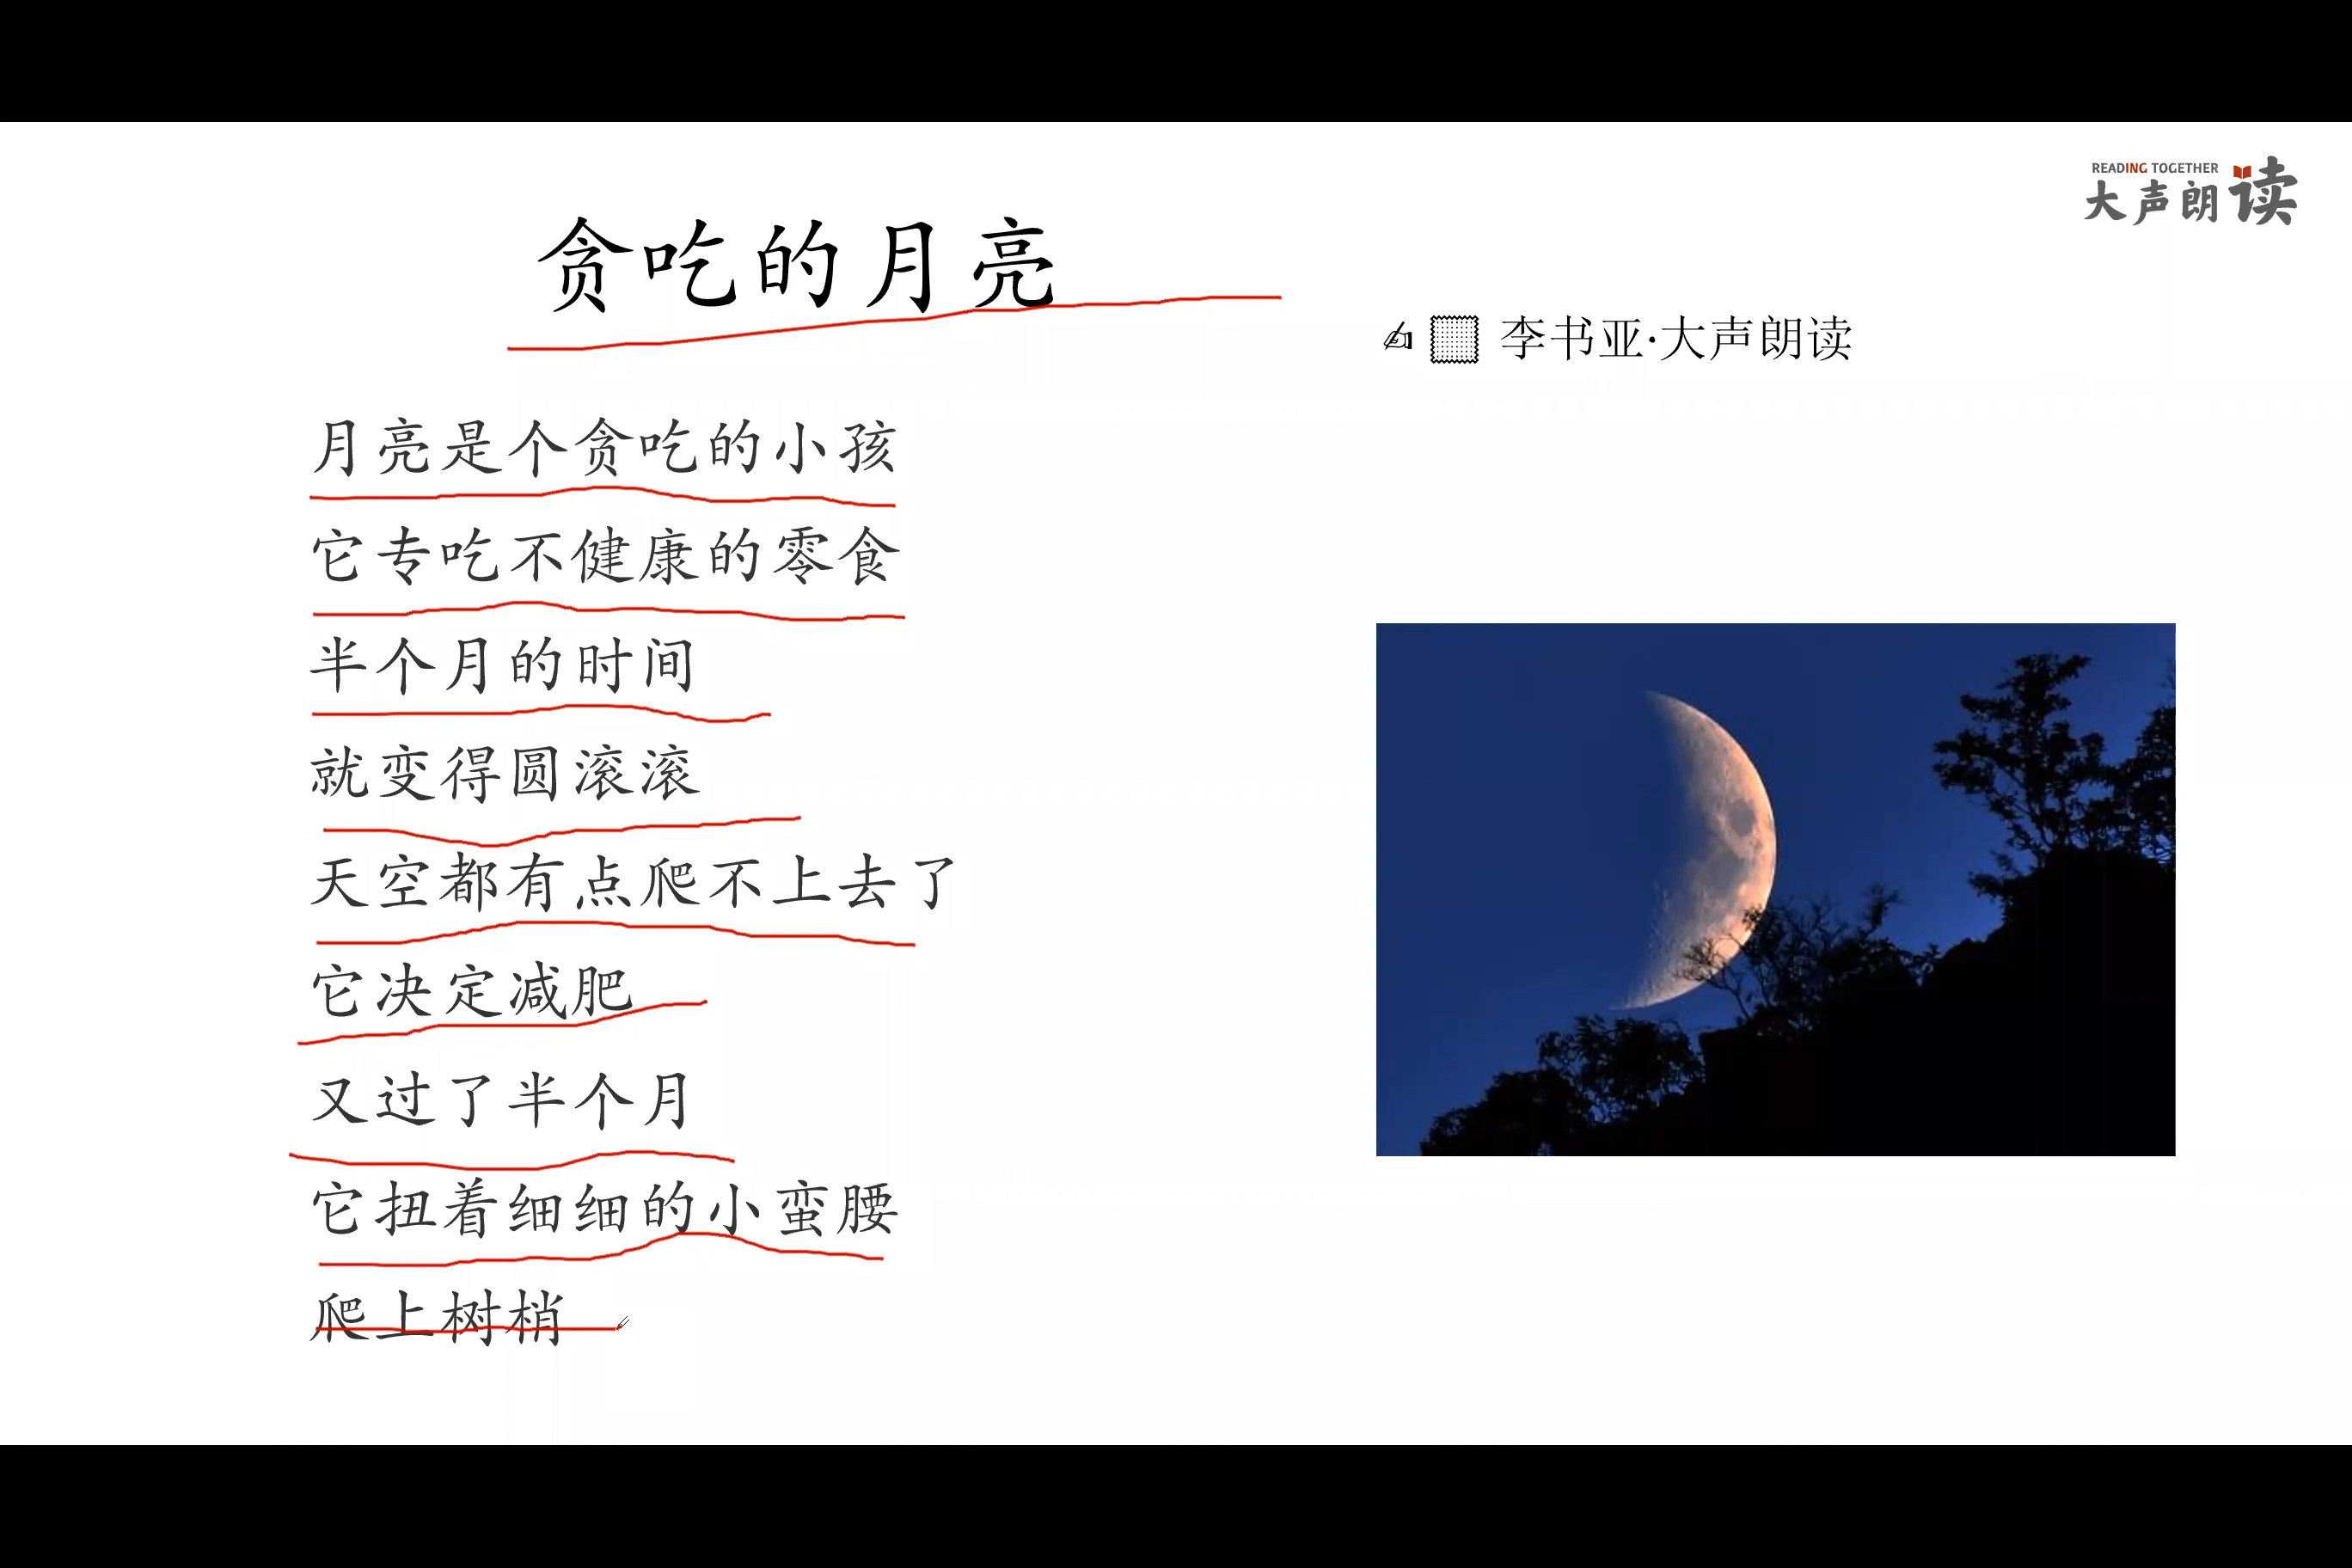 READING TOGETHER
大声朗读
贪吃的月亮
李书亚·大声朗读
月亮是个贪吃的小孩
它专吃不健康的零食
半个月的时间
就变得圆滚滚
天空都有点爬不上去了
它决定减肥
又过了半个月
它扭着细细的小蛮腰
爬上树梢